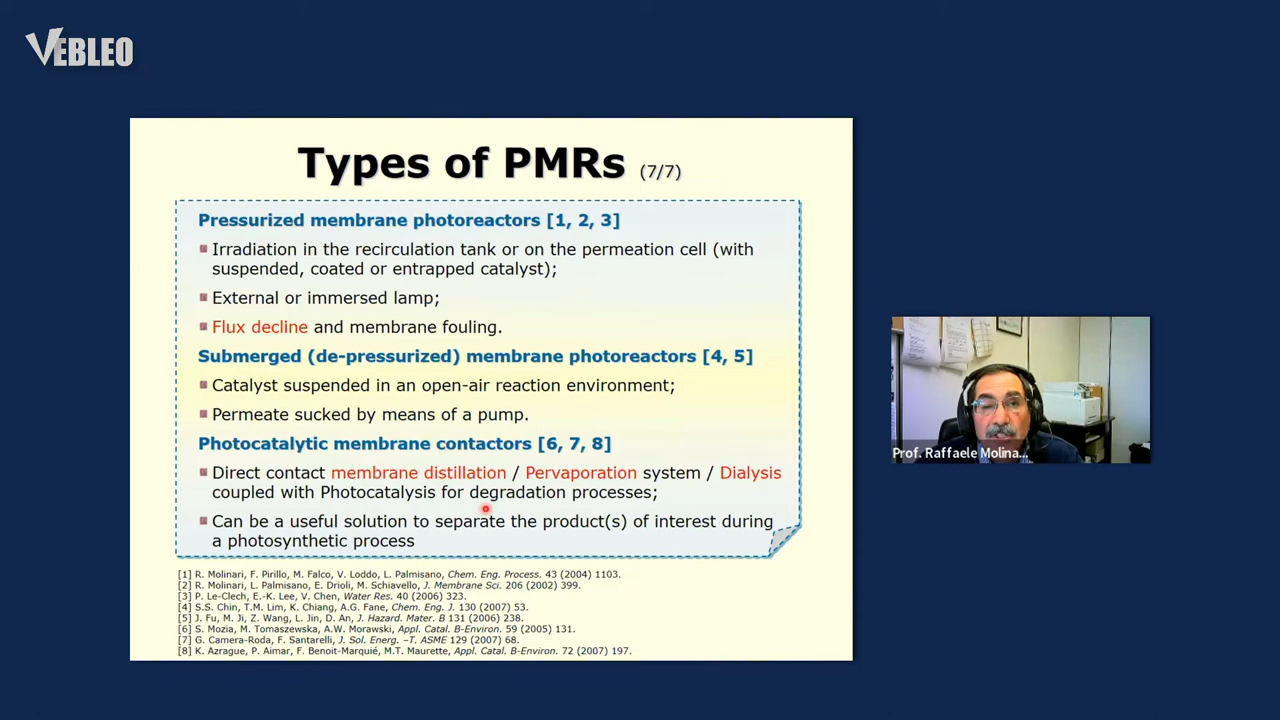 VEBLEO
Types of PMRs (7/7)
Pressurized membrane photoreactors [1, 2, 3]
Irradiation in the recirculation tank or on the permeation cell (with
suspended, coated or entrapped catalyst);
External or immersed lamp;
Flux decline and membrane fouling.
Submerged (de-pressurized) membrane photoreactors [4, 5]
Catalyst suspended in an open-air reaction environment;
Permeate sucked by means of a pump.
Photocatalytic membrane contactors [6, 7, 8]
Direct contact membrane distillation / Pervaporation system / Dialysis
coupled with Photocatalysis for degradation processes;
Can be a useful solution to separate the product(s) of interest during
a photosynthetic process
[1] R. Molinari, F. Pirillo, M. Falco, V. Loddo, L. Palmisano, Chem. Eng. Process. 43 (2004) 1103.
[2] R. Molinari, L. Palmisano, E. Drioli, M. Schiavello, J. Membrane Sci. 206 (2002) 399.
[3] P. Le-Clech, E.-K. Lee, V. Chen, Water Res. 40 (2006) 323.
[4] S.S. Chin, T.M. Lim, K. Chiang, A.G. Fane, Chem. Eng. J. 130 (2007) 53.
[5] J. Fu, M. Ji, Z. Wang, L. Jin, D. An, J. Hazard. Mater. B 131 (2006) 238.
[6] S. Mozia, M. Tomaszewska, A.W. Morawski, Appl. Catal. B-Environ. 59 (2005) 131.
[7] G. Camera-Roda, F. Santarelli, J. Sol. Energ. –T. ASME 129 (2007) 68.
[8] K. Azrague, P. Aimar, F. Benoit-Marquié, M.T. Maurette, Appl. Catal. B-Environ. 72 (2007) 197.
Prof. Raffaele Molina...